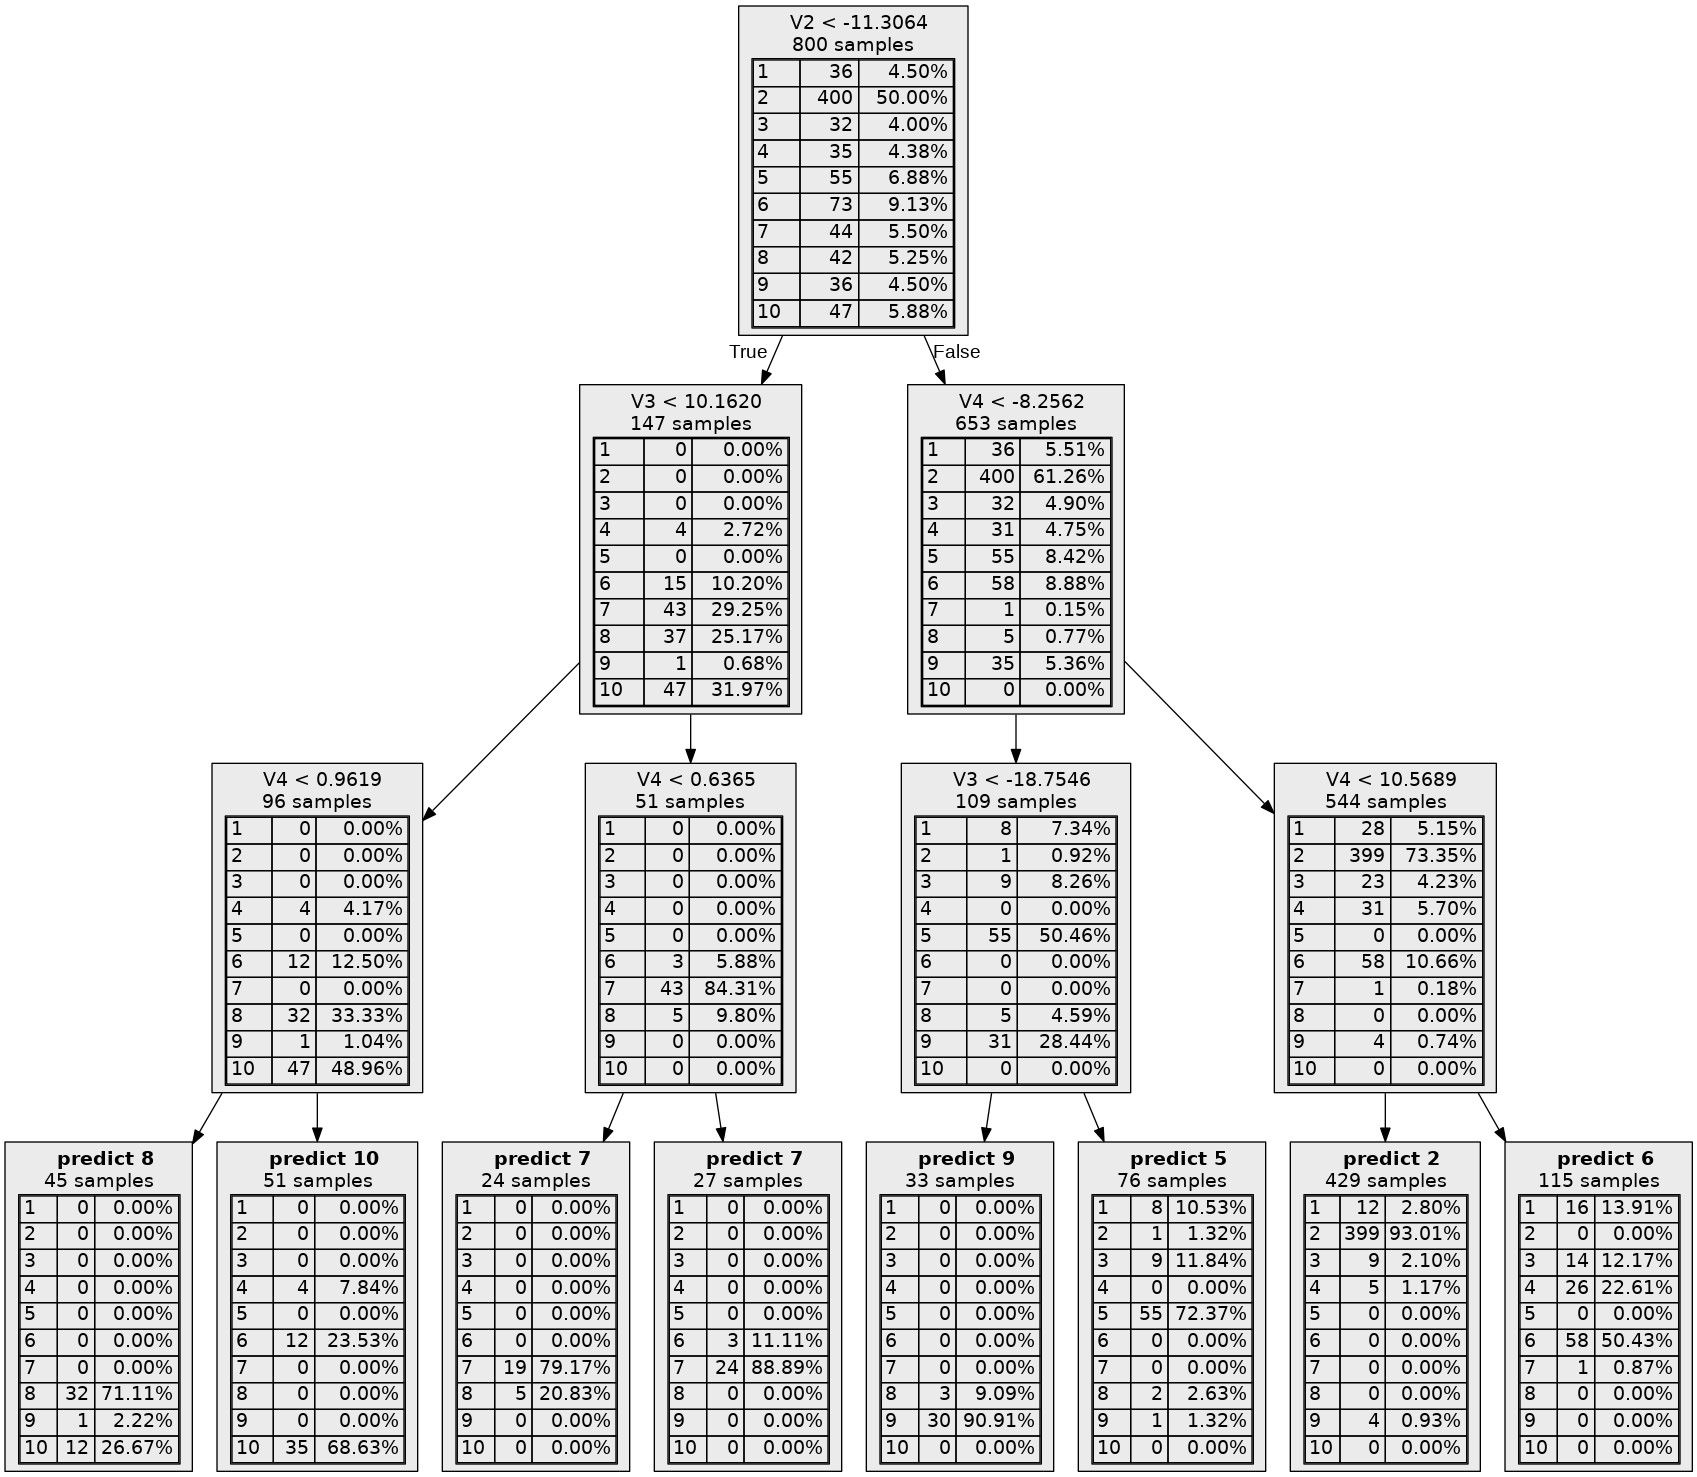 V2 < -11.3064
800 samples
1 36 4.50%
2 400 50.00%
3 32 4.00%
4 35 4.38%
5 55 6.88%
6 73 9.13%
7 44 5.50%
8 42 5.25%
9 36 4.50%
10 47 5.88%
True
False
V3 < 10.1620
147 samples
1 0 0.00%
2 0 0.00%
3 0 0.00%
4 4 2.72%
5 0 0.00%
6 15 10.20%
7 43 29.25%
8 37 25.17%
9 1 0.68%
10 47 31.97%
V4 < -8.2562
653 samples
1 36 5.51%
2 400 61.26%
3 32 4.90%
4 31 4.75%
5 55 8.42%
6 58 8.88%
7 1 0.15%
8 5 0.77%
9 35 5.36%
10 0 0.00%
V4 < 0.9619
96 samples
1 0 0.00%
2 0 0.00%
3 0 0.00%
4 4 4.17%
5 0 0.00%
6 12 12.50%
7 0 0.00%
8 32 33.33%
9 1 1.04%
10 47 48.96%
V4 < 0.6365
51 samples
1 0 0.00%
2 0 0.00%
3 0 0.00%
4 0 0.00%
5 0 0.00%
6 3 5.88%
7 43 84.31%
8 5 9.80%
9 0 0.00%
10 0 0.00%
V3 < -18.7546
109 samples
1 8 7.34%
2 1 0.92%
3 9 8.26%
4 0 0.00%
5 55 50.46%
6 0 0.00%
7 0 0.00%
8 5 4.59%
9 31 28.44%
10 0 0.00%
V4 < 10.5689
544 samples
1 28 5.15%
2 399 73.35%
3 23 4.23%
4 31 5.70%
5 0 0.00%
6 58 10.66%
7 1 0.18%
8 0 0.00%
9 4 0.74%
10 0 0.00%
predict 8
45 samples
1 0 0.00%
2 0 0.00%
3 0 0.00%
4 0 0.00%
5 0 0.00%
6 0 0.00%
7 0 0.00%
8 32 71.11%
9 1 2.22%
10 12 26.67%
predict 10
51 samples
1 0 0.00%
2 0 0.00%
3 0 0.00%
4 4 7.84%
5 0 0.00%
6 12 23.53%
7 0 0.00%
8 0 0.00%
9 0 0.00%
10 35 68.63%
predict 7
24 samples
1 0 0.00%
2 0 0.00%
3 0 0.00%
4 0 0.00%
5 0 0.00%
6 0 0.00%
7 19 79.17%
8 5 20.83%
9 0 0.00%
10 0 0.00%
predict 7
27 samples
1 0 0.00%
2 0 0.00%
3 0 0.00%
4 0 0.00%
5 0 0.00%
6 3 11.11%
7 24 88.89%
8 0 0.00%
9 0 0.00%
10 0 0.00%
predict 9
33 samples
1 0 0.00%
2 0 0.00%
3 0 0.00%
4 0 0.00%
5 0 0.00%
6 0 0.00%
7 0 0.00%
8 3 9.09%
9 30 90.91%
10 0 0.00%
predict 5
76 samples
1 8 10.53%
2 1 1.32%
3 9 11.84%
4 0 0.00%
5 55 72.37%
6 0 0.00%
7 0 0.00%
8 2 2.63%
9 1 1.32%
10 0 0.00%
predict 2
429 samples
1 12 2.80%
2 399 93.01%
3 9 2.10%
4 5 1.17%
5 0 0.00%
6 0 0.00%
7 0 0.00%
8 0 0.00%
9 4 0.93%
10 0 0.00%
predict 6
115 samples
1 16 13.91%
2 0 0.00%
3 14 12.17%
4 26 22.61%
5 0 0.00%
6 58 50.43%
7 1 0.87%
8 0 0.00%
9 0 0.00%
10 0 0.00%